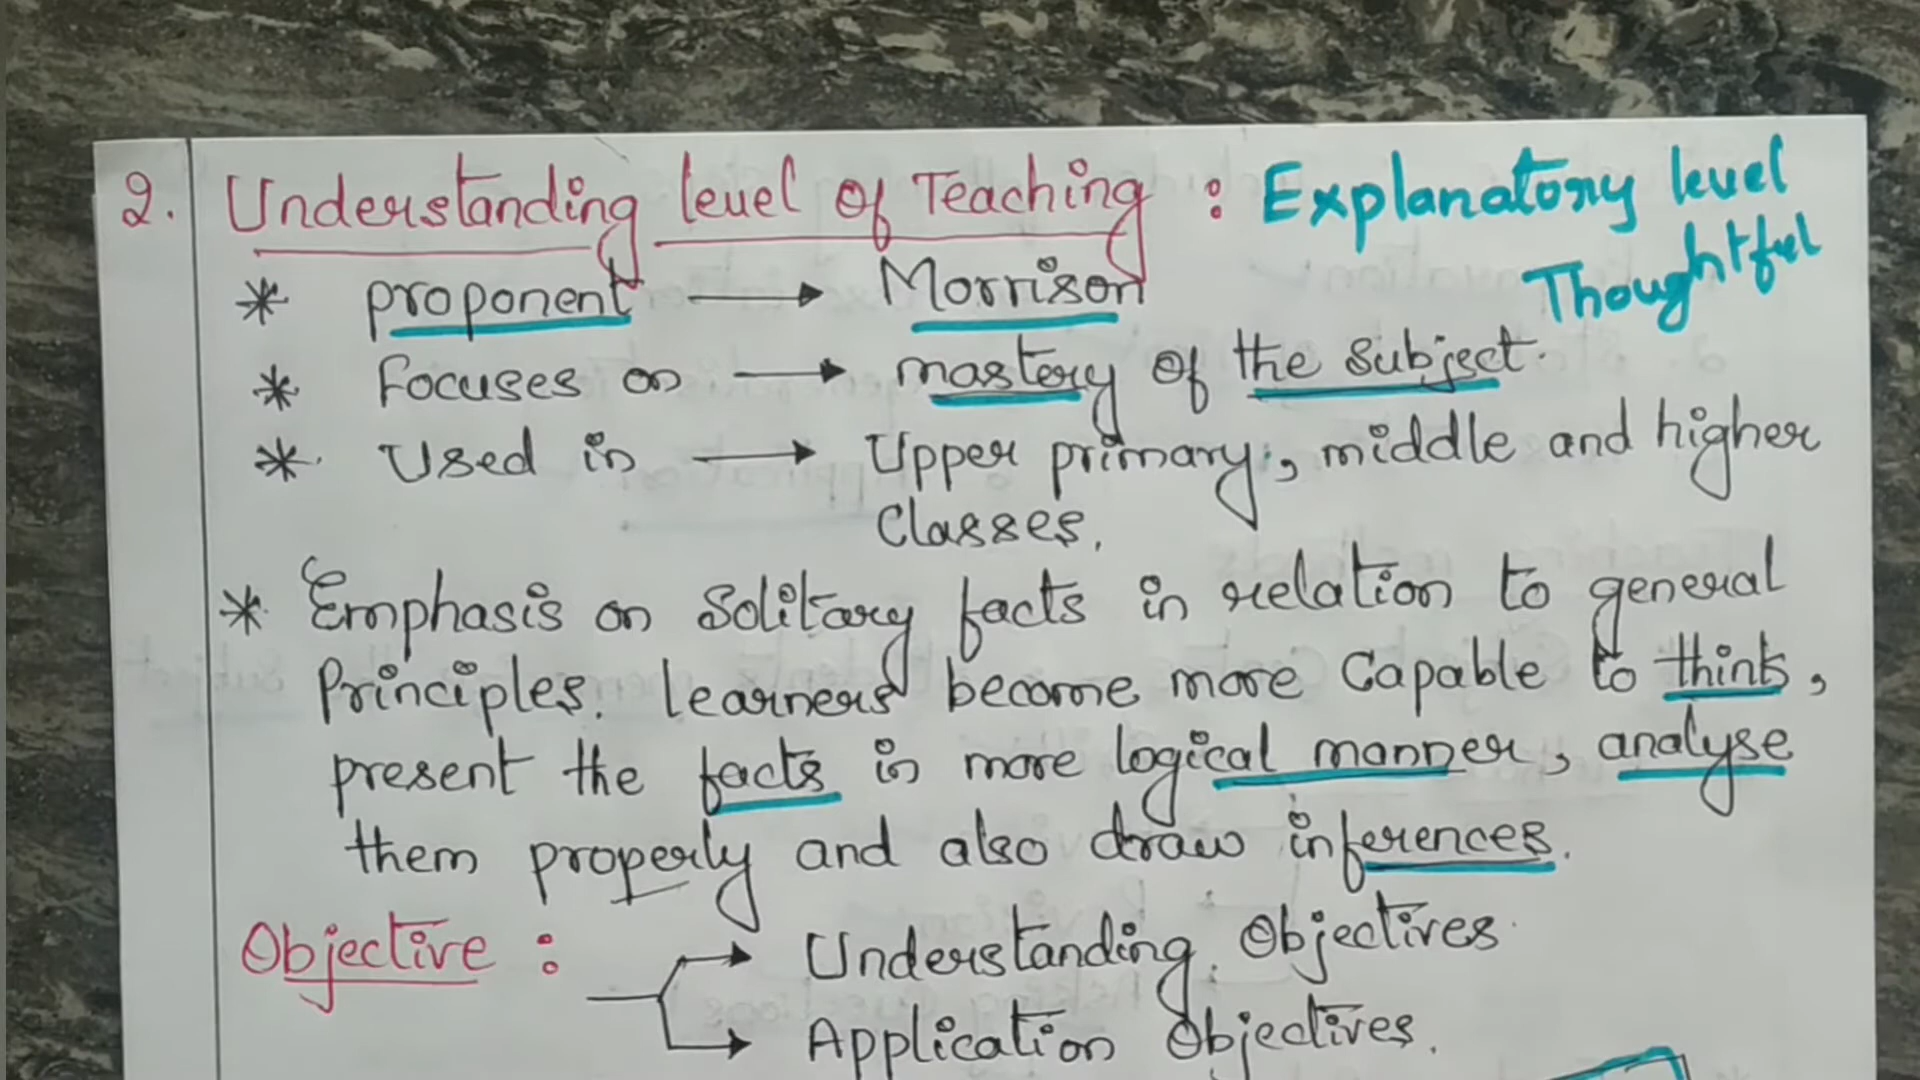 2. Understanding level of Teaching : Explanatory level
Thoughtful
* proponent → Morrison
* Focuses on → mastery of the subject.
* Used in → Upper primary, middle and higher
classes.
* Emphasis on solitary facts in relation to general
principles. Learners become more capable to think,
present the facts in more logical manner, analyse
them properly and also draw inferences.
Objective :
→ Understanding Objectives
→ Application Objectives.